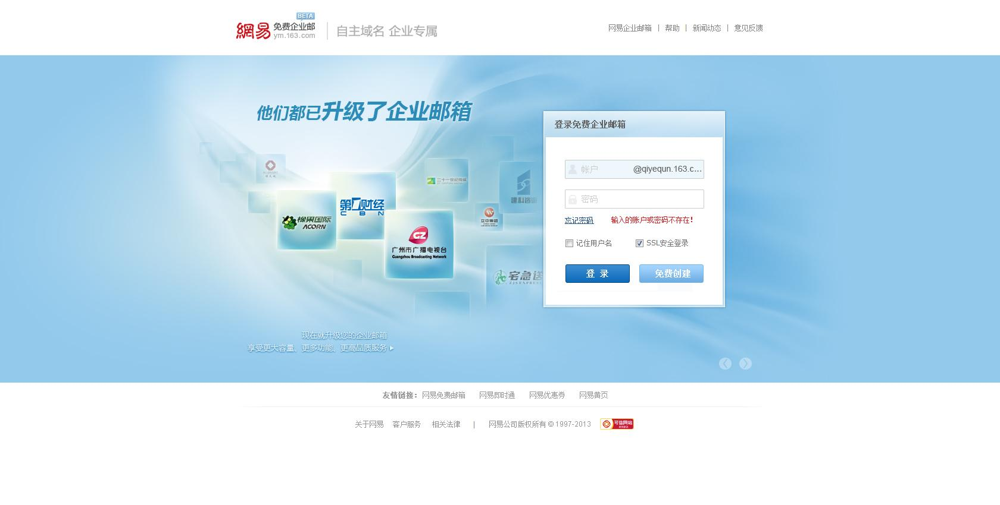 BETA
網易 免费企业邮
ym.163.com
自主域名 企业专属
网易企业邮箱 | 帮助 | 新闻动态 | 意见反馈
他们都已升级了企业邮箱
第一财经
CBN
橡果国际
ACORN
二十一世纪传媒
建科咨询
立中集团
GZ
广州市广播电视台
Guangzhou Broadcasting Network
宅急送
ZJS EXPRESS
现在就升级您的企业邮箱
享受更大容量、更多功能、更高品质服务
登录免费企业邮箱
帐户 @qiyequn.163.c...
密码
忘记密码 输入的账户或密码不存在!
记住用户名 SSL安全登录
登 录 免费创建
友情链接: 网易免费邮箱 网易即时通 网易优惠券 网易黄页
关于网易 客户服务 相关法律 | 网易公司版权所有 © 1997-2013 可信网站